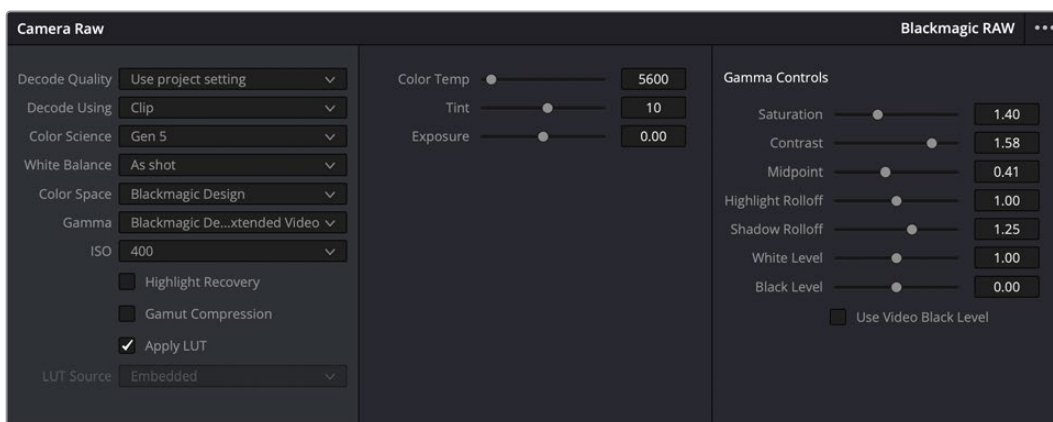 Camera Raw
Blackmagic RAW
Decode Quality Use project setting
Decode Using Clip
Color Science Gen 5
White Balance As shot
Color Space Blackmagic Design
Gamma Blackmagic De...xtended Video
ISO 400
Highlight Recovery
Gamut Compression
Apply LUT
LUT Source Embedded
Color Temp 5600
Tint 10
Exposure 0.00
Gamma Controls
Saturation 1.40
Contrast 1.58
Midpoint 0.41
Highlight Rolloff 1.00
Shadow Rolloff 1.25
White Level 1.00
Black Level 0.00
Use Video Black Level